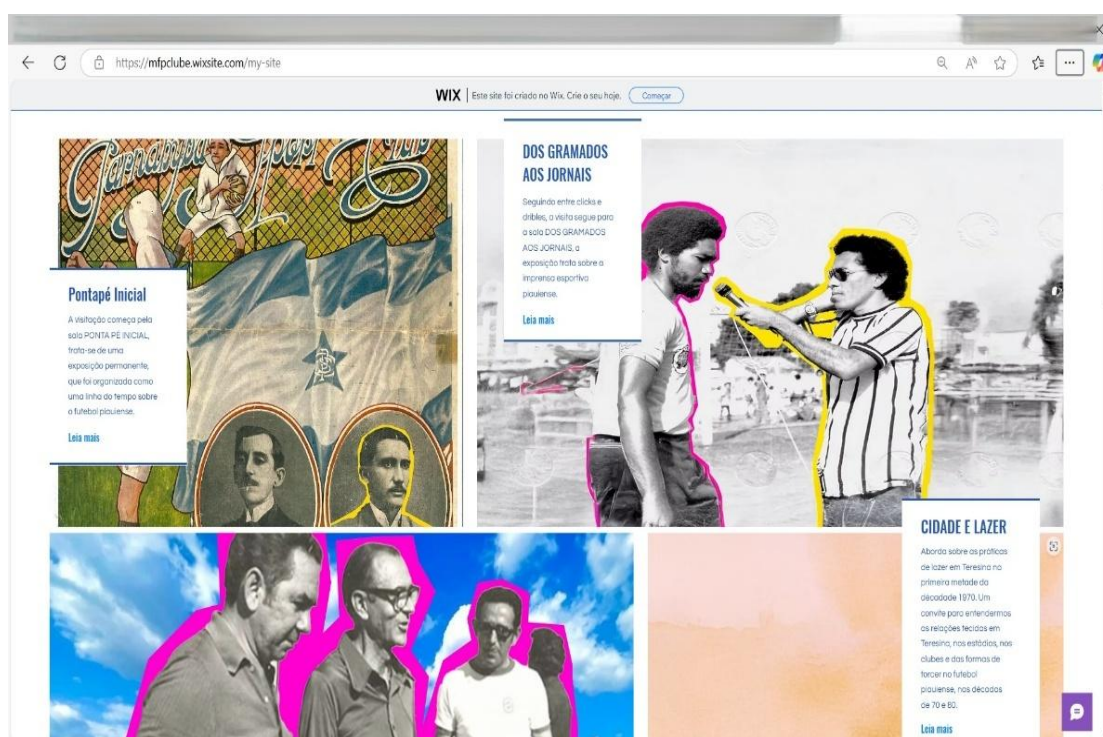 https://mfpclube.wixsite.com/my-site
WIX | Este site foi criado no Wix. Crie o seu hoje. Começar
Parnahyba Sport Club
Pontapé Inicial
A visitação começa pela
sala PONTA PÉ INICIAL,
trata-se de uma
exposição permanente,
que foi organizada como
uma linha do tempo sobre
o futebol piauiense.
Leia mais
DOS GRAMADOS
AOS JORNAIS
Seguindo entre clicks e
dribles, a visita segue para
a sala DOS GRAMADOS
AOS JORNAIS, a
exposição trata sobre a
imprensa esportiva
piauiense.
Leia mais
CIDADE E LAZER
Aborda sobre as práticas
de lazer em Teresina na
primeira metade da
décadade 1970. Um
convite para entendermos
as relações tecidas em
Teresina, nos estádios, nos
clubes e das formas de
torcer no futebol
piauiense, nas décadas
de 70 e 80.
Leia mais